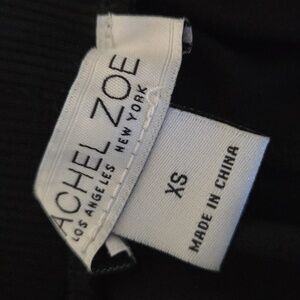 ACHEL ZOE
LOS ANGELES NEW YORK
XS
MADE IN CHINA